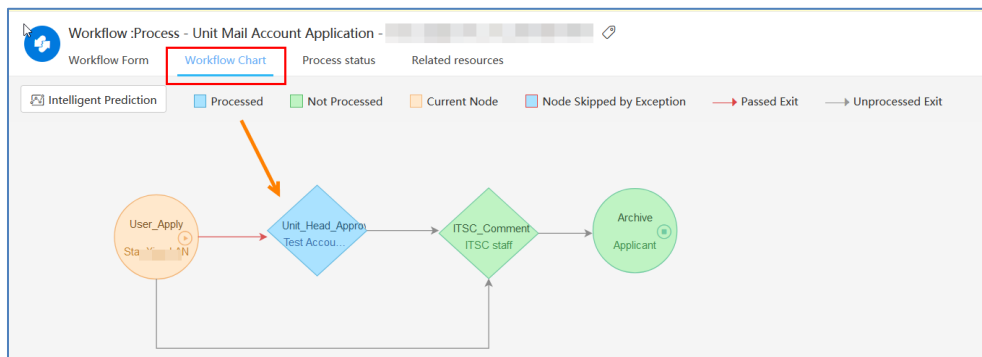 Workflow :Process - Unit Mail Account Application -
Workflow Form Workflow Chart Process status Related resources
Intelligent Prediction Processed Not Processed Current Node Node Skipped by Exception Passed Exit Unprocessed Exit
User_Apply
Unit_Head_Approv
Test Accou...
ITSC_Comment
ITSC staff
Archive
Applicant